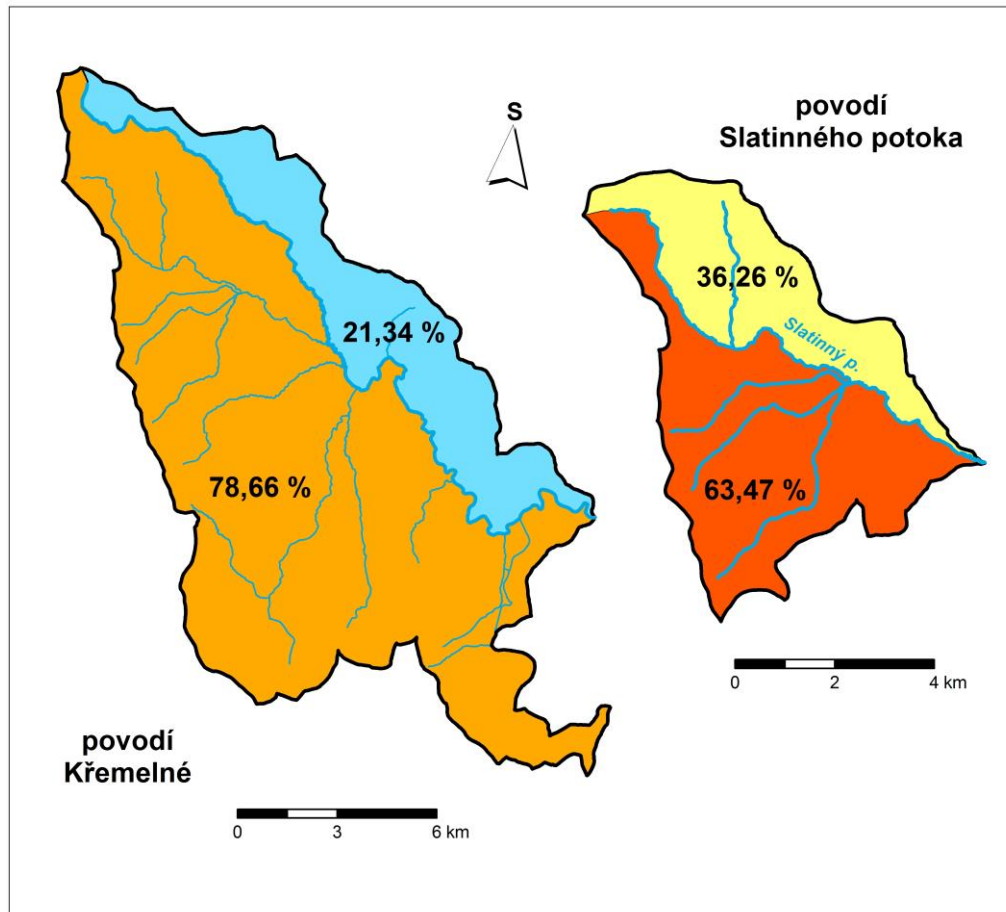 S
povodí
Slatinného potoka
36,26 %
Slatinný p.
21,34 %
78,66 %
63,47 %
0 2 4 km
povodí
Křemelné
0 3 6 km